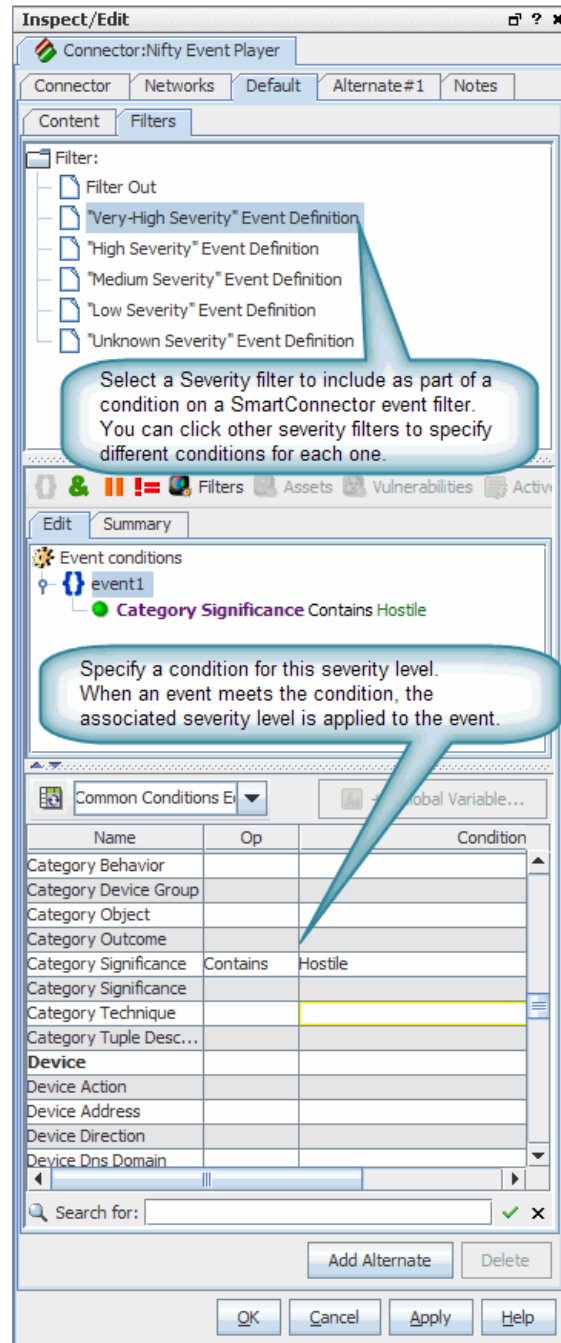 Inspect/Edit
Connector:Nifty Event Player
Connector Networks Default Alternate#1 Notes
Content Filters
Filter:
Filter Out
"Very-High Severity" Event Definition
"High Severity" Event Definition
"Medium Severity" Event Definition
"Low Severity" Event Definition
"Unknown Severity" Event Definition
Select a Severity filter to include as part of a
condition on a SmartConnector event filter.
You can click other severity filters to specify
different conditions for each one.
& != Filters Assets Vulnerabilities Active
Edit Summary
Event conditions
{} event1
Category Significance Contains Hostile
Specify a condition for this severity level.
When an event meets the condition, the
associated severity level is applied to the event.
Common Conditions Variable...
Name Op Condition
Category Behavior
Category Device Group
Category Object
Category Outcome
Category Significance Contains Hostile
Category Significance
Category Technique
Category Tuple Desc...
Device
Device Action
Device Address
Device Direction
Device Dns Domain
Search for:
Add Alternate Delete
OK Cancel Apply Help